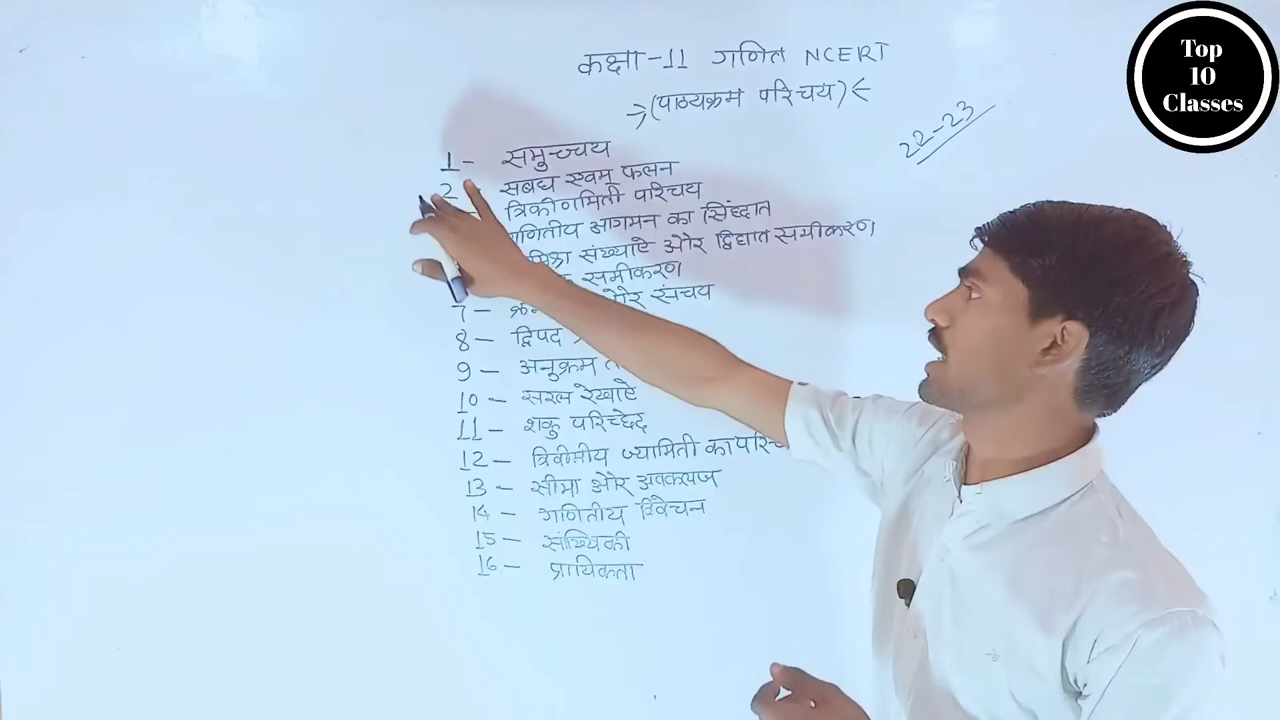 Top
10
Classes
कक्षा-11 गणित NCERT
→(पाठ्यक्रम परिचय)←
22-23
1- समुच्चय
2 - सबंध एवम् फलन
त्रिकोणमिती परिचय
गणितीय आगमन का सिंद्धात
संख्याऐ और द्विघात समीकरण
समीकरण
7 - और संचय
8 - द्विपद
9 - अनुक्रम
10 - सरल रेखाऐ
11 - शकु परिच्छेद
12 - त्रिवीमीय ज्यामिती का
13 - सीमा और अवकलज
14 - गणितीय विवेचन
15 - सांख्यिकी
16 - प्रायिकता